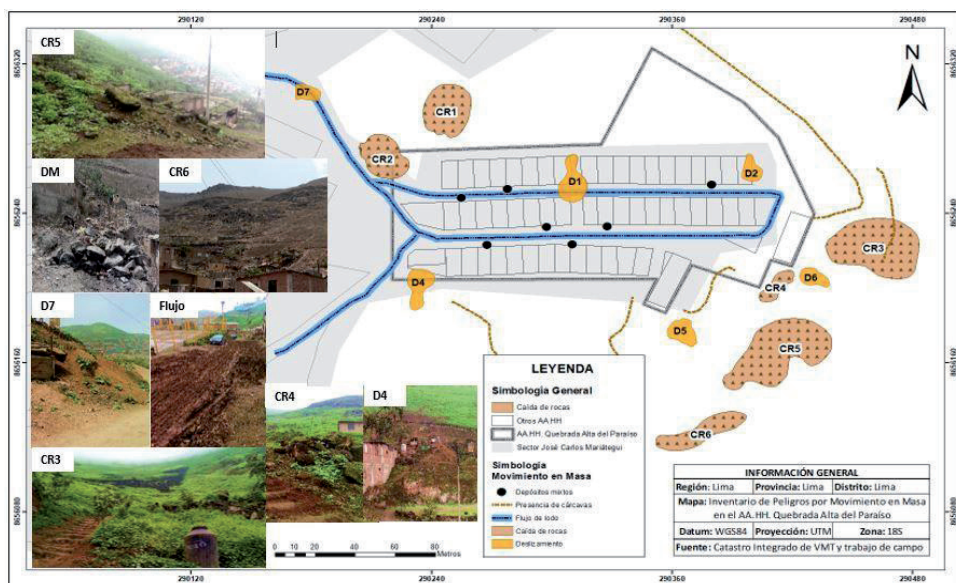 290120 290240 290360 290480
8656320
8656240
8656160
8656080
8656320
8656240
8656160
8656080
CR5
DM
CR6
D7
Flujo
CR4
D4
CR3
N
D7
CR1
CR2
D1
D2
CR3
CR4
D6
D4
D5
CR5
CR6
LEYENDA
Simbología General
Caída de rocas
Otros AA.HH
AA.HH. Quebrada Alta del Paraíso
Sector José Carlos Mariátegui
Simbología
Movimiento en Masa
Depósitos mixtos
Presencia de cárcavas
Flujo de lodo
Caída de rocas
Deslizamiento
0 10 20 40 60 80
Metros
INFORMACIÓN GENERAL
Región: Lima Provincia: Lima Distrito: Lima
Mapa: Inventario de Peligros por Movimiento en Masa
en el AA.HH. Quebrada Alta del Paraíso
Datum: WGS84 Proyección: UTM Zona: 18S
Fuente: Catastro Integrado de VMT y trabajo de campo